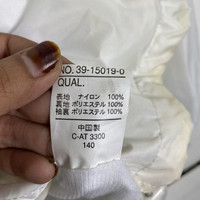 NO. 39-15019-0
QUAL.
表地 ナイロン 100%
裏地 ポリエステル 100%
袖裏 ポリエステル 100%
中国製
C-AT 3300
140